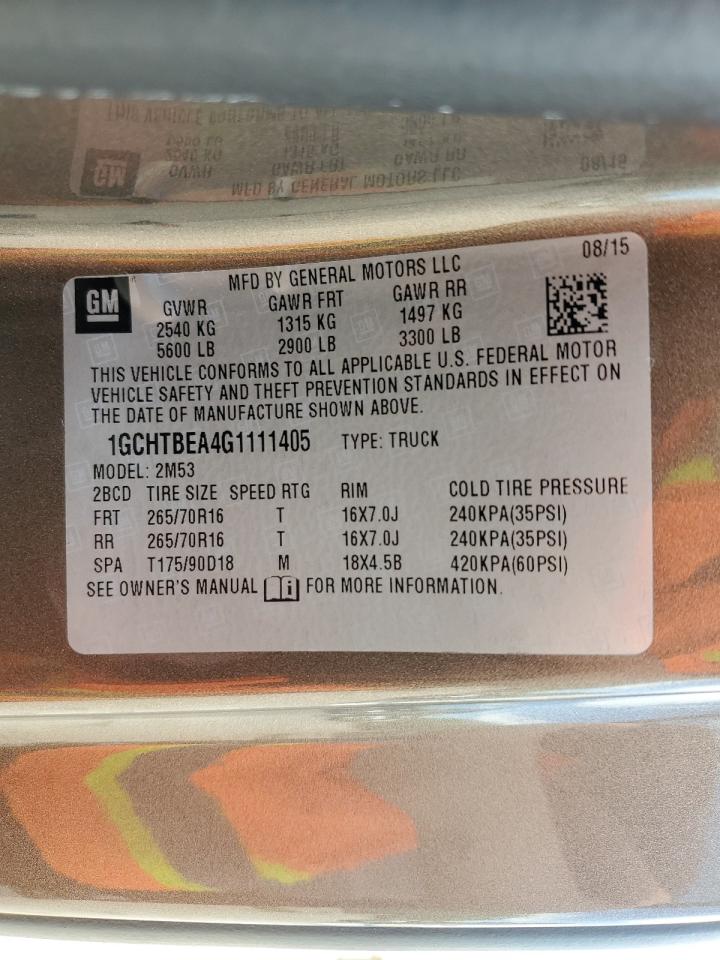 08/15
GM
MFD BY GENERAL MOTORS LLC
GVWR GAWR FRT GAWR RR
2540 KG 1315 KG 1497 KG
5600 LB 2900 LB 3300 LB
THIS VEHICLE CONFORMS TO ALL APPLICABLE U.S. FEDERAL MOTOR
VEHICLE SAFETY AND THEFT PREVENTION STANDARDS IN EFFECT ON
THE DATE OF MANUFACTURE SHOWN ABOVE.
1GCHTBEA4G1111405 TYPE: TRUCK
MODEL: 2M53
2BCD TIRE SIZE SPEED RTG RIM COLD TIRE PRESSURE
FRT 265/70R16 T 16X7.0J 240KPA(35PSI)
RR 265/70R16 T 16X7.0J 240KPA(35PSI)
SPA T175/90D18 M 18X4.5B 420KPA(60PSI)
SEE OWNER'S MANUAL i FOR MORE INFORMATION.